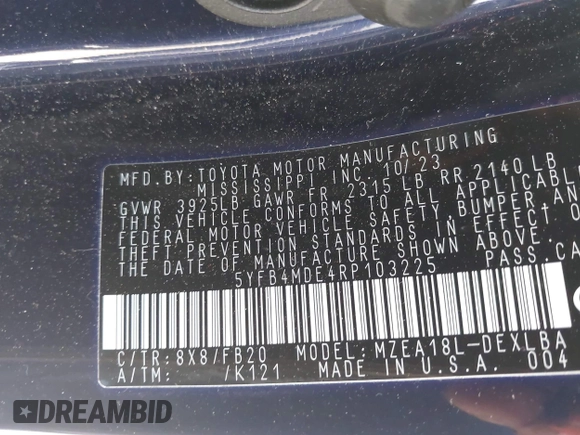 MFD.BY:TOYOTA MOTOR MANUFACTURING
MISSISSIPPI INC. 10/23
GVWR 3925LB GAWR FR 2315 LB RR 2140 LB
THIS VEHICLE CONFORMS TO ALL APPLICABLE
MOTOR VEHICLE SAFETY, BUMPER, AN
THEFT PREVENTION STANDARDS IN EFFECT O
THE DATE OF MANUFACTURE SHOWN ABOVE.
5YFB4MDE4RP103225 PASS.CA
C/TR:8X8/FB20 MODEL:MZEA18L-DEXLBA
A/TM: /K121 MADE IN U.S.A. 004
DREAMBID